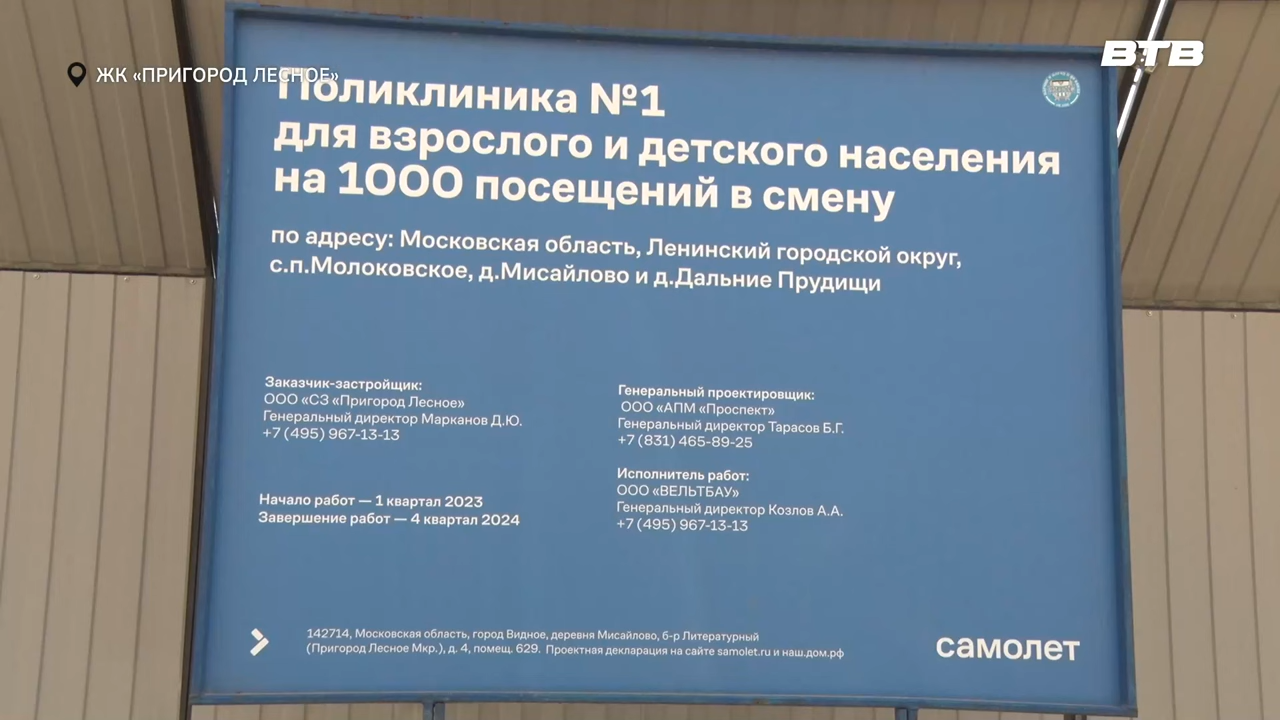 ЖК «ПРИГОРОД ЛЕСНОЕ»
ВТВ
Поликлиника №1
для взрослого и детского населения
на 1000 посещений в смену
по адресу: Московская область, Ленинский городской округ,
с.п.Молоковское, д.Мисайлово и д.Дальние Прудищи
Заказчик-застройщик:
ООО «СЗ «Пригород Лесное»
Генеральный директор Марканов Д.Ю.
+7 (495) 967-13-13
Начало работ — 1 квартал 2023
Завершение работ — 4 квартал 2024
Генеральный проектировщик:
ООО «АПМ «Проспект»
Генеральный директор Тарасов Б.Г.
+7 (831) 465-89-25
Исполнитель работ:
ООО «ВЕЛЬТБАУ»
Генеральный директор Козлов А.А.
+7 (495) 967-13-13
142714, Московская область, город Видное, деревня Мисайлово, б-р Литературный
(Пригород Лесное Мкр.), д. 4, помещ. 629. Проектная декларация на сайте samolet.ru и наш.дом.рф
самолет